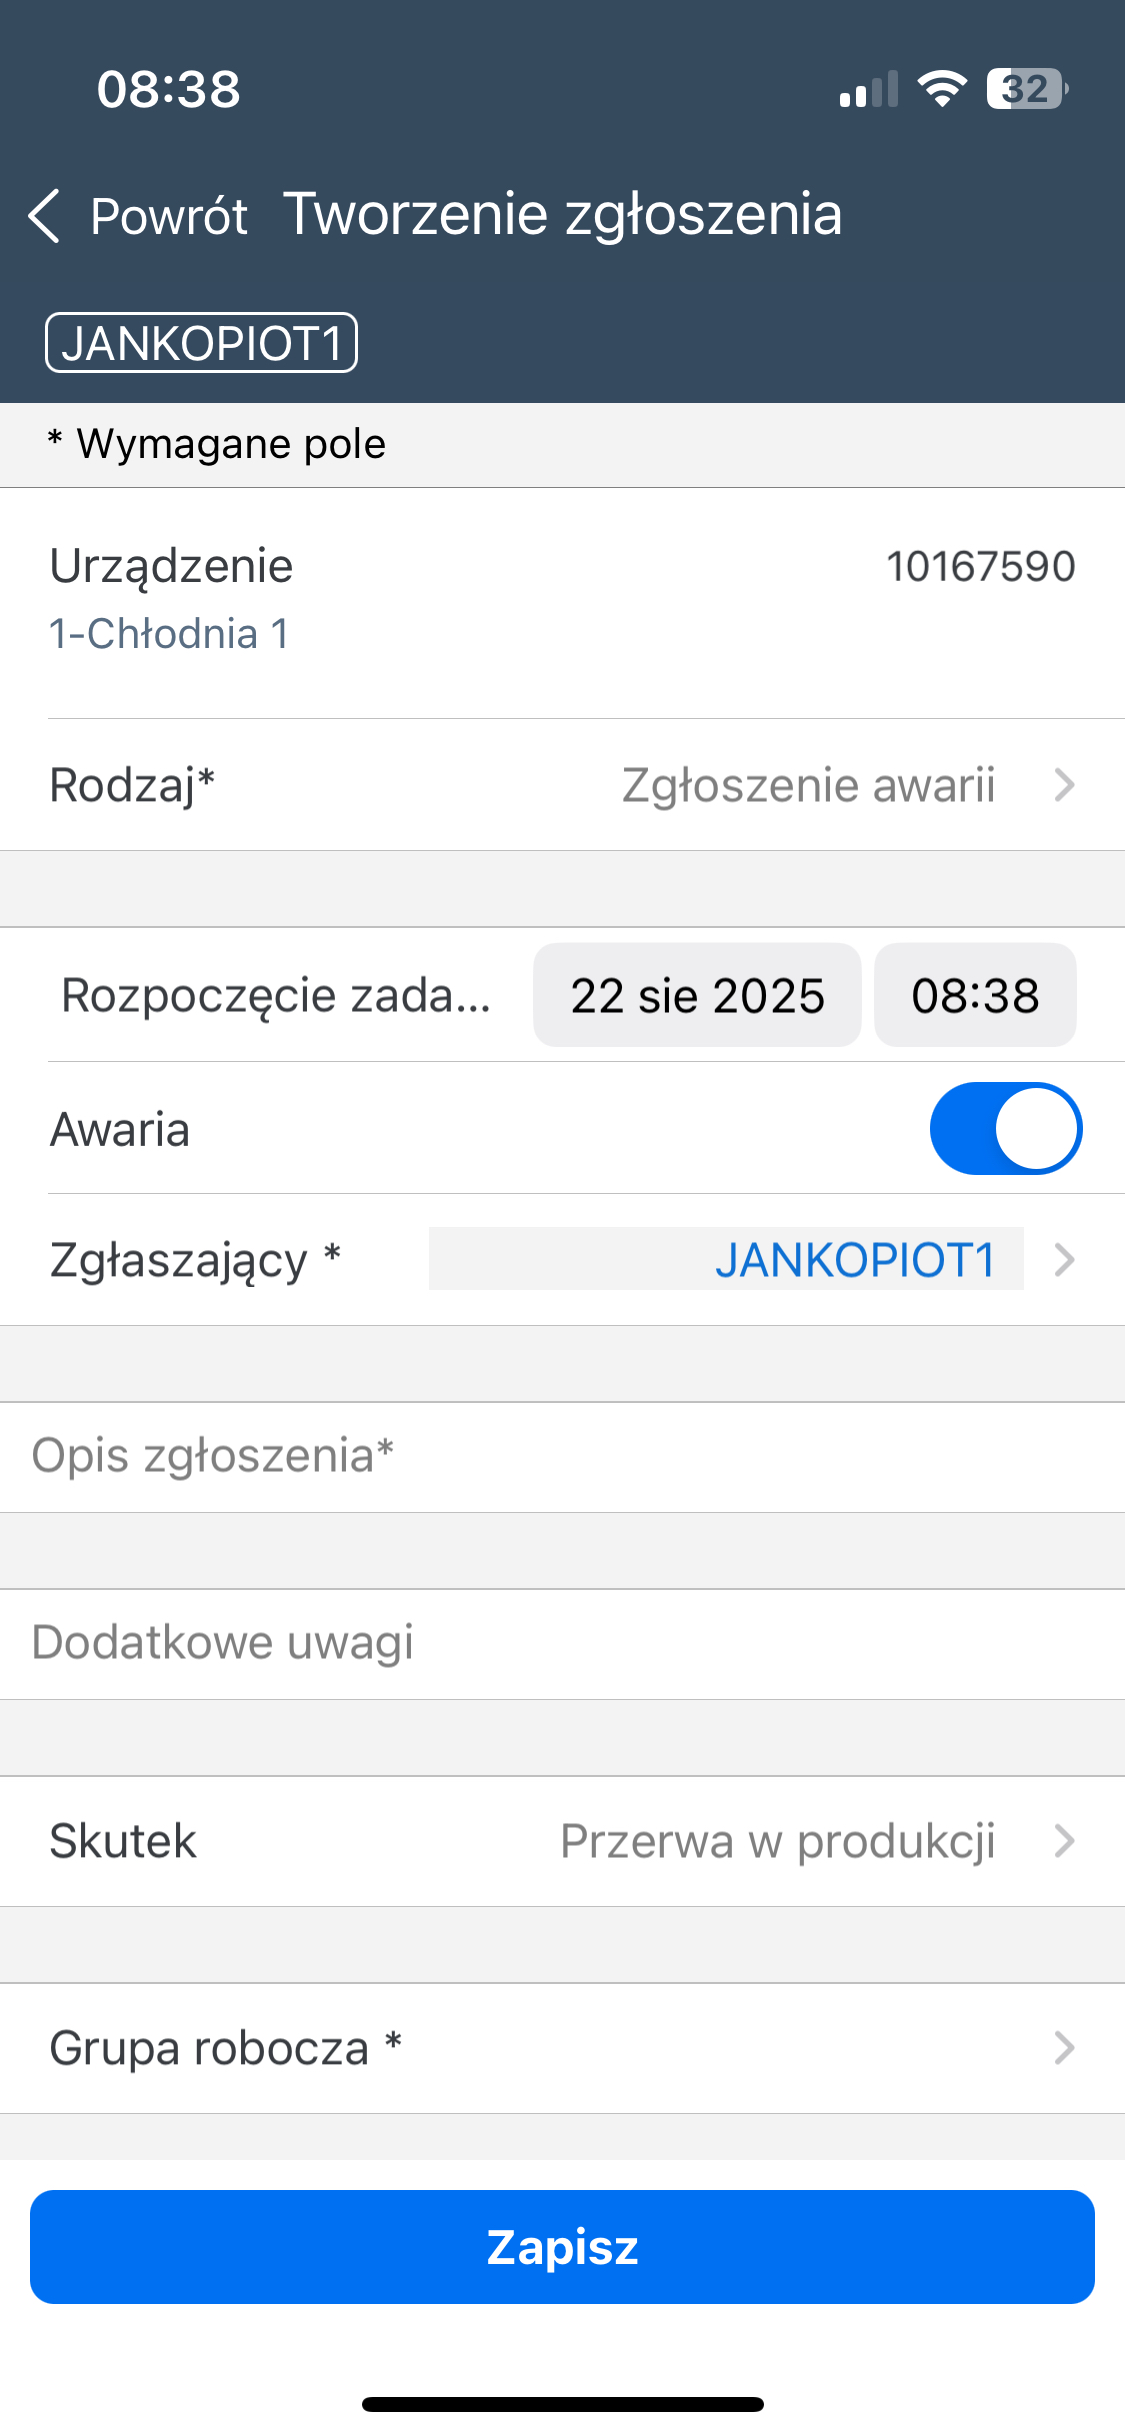 08:38
32
Powrót Tworzenie zgłoszenia
JANKOPIOT1
* Wymagane pole
Urządzenie 10167590
1-Chłodnia 1
Rodzaj* Zgłoszenie awarii
Rozpoczęcie zada... 22 sie 2025 08:38
Awaria
Zgłaszający * JANKOPIOT1
Opis zgłoszenia*
Dodatkowe uwagi
Skutek Przerwa w produkcji
Grupa robocza *
Zapisz